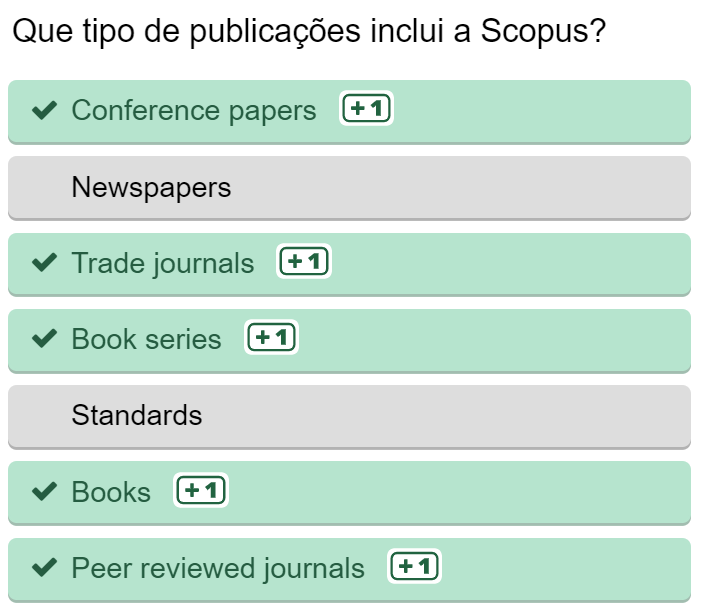 Que tipo de publicações inclui a Scopus?
Conference papers +1
Newspapers
Trade journals +1
Book series +1
Standards
Books +1
Peer reviewed journals +1